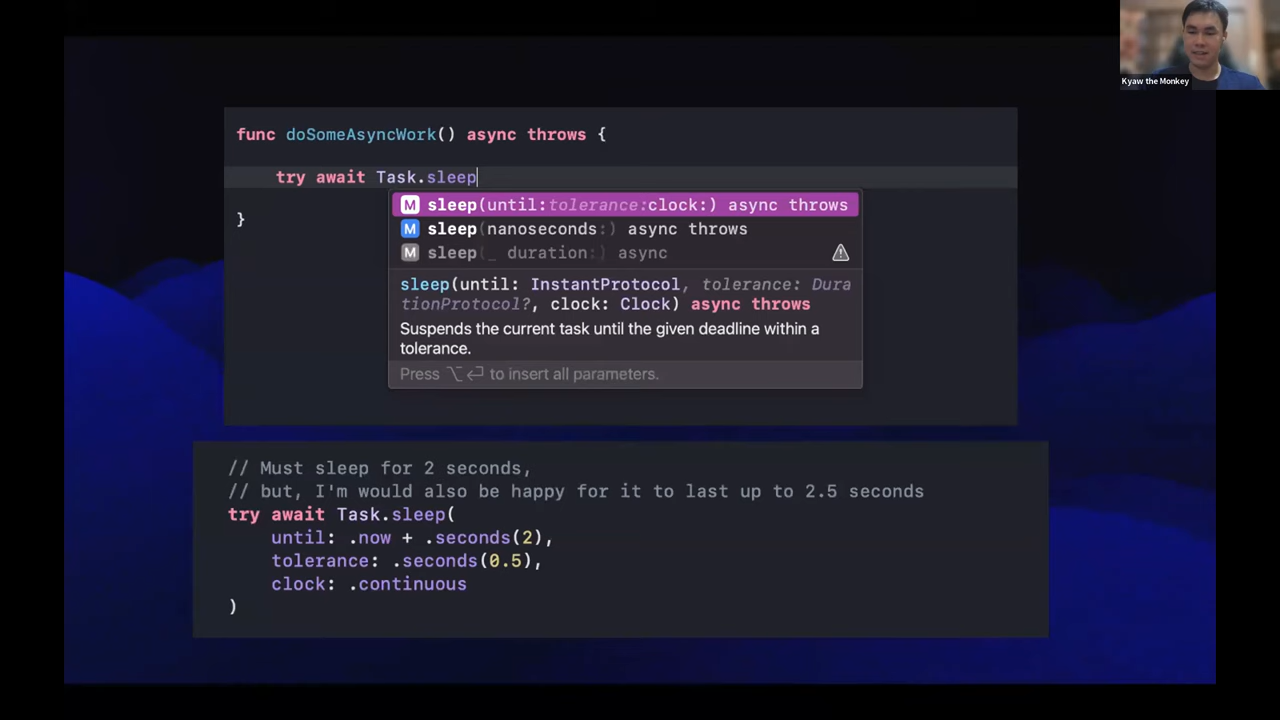 Kyaw the Monkey
func doSomeAsyncWork() async throws {
try await Task.sleep
M sleep(until:tolerance:clock:) async throws
M sleep(nanoseconds:) async throws
M sleep(_ duration:) async
}
sleep(until: InstantProtocol, tolerance: Dura
tionProtocol?, clock: Clock) async throws
Suspends the current task until the given deadline within a
tolerance.
Press ⌥⏎ to insert all parameters.
// Must sleep for 2 seconds,
// but, I'm would also be happy for it to last up to 2.5 seconds
try await Task.sleep(
until: .now + .seconds(2),
tolerance: .seconds(0.5),
clock: .continuous
)